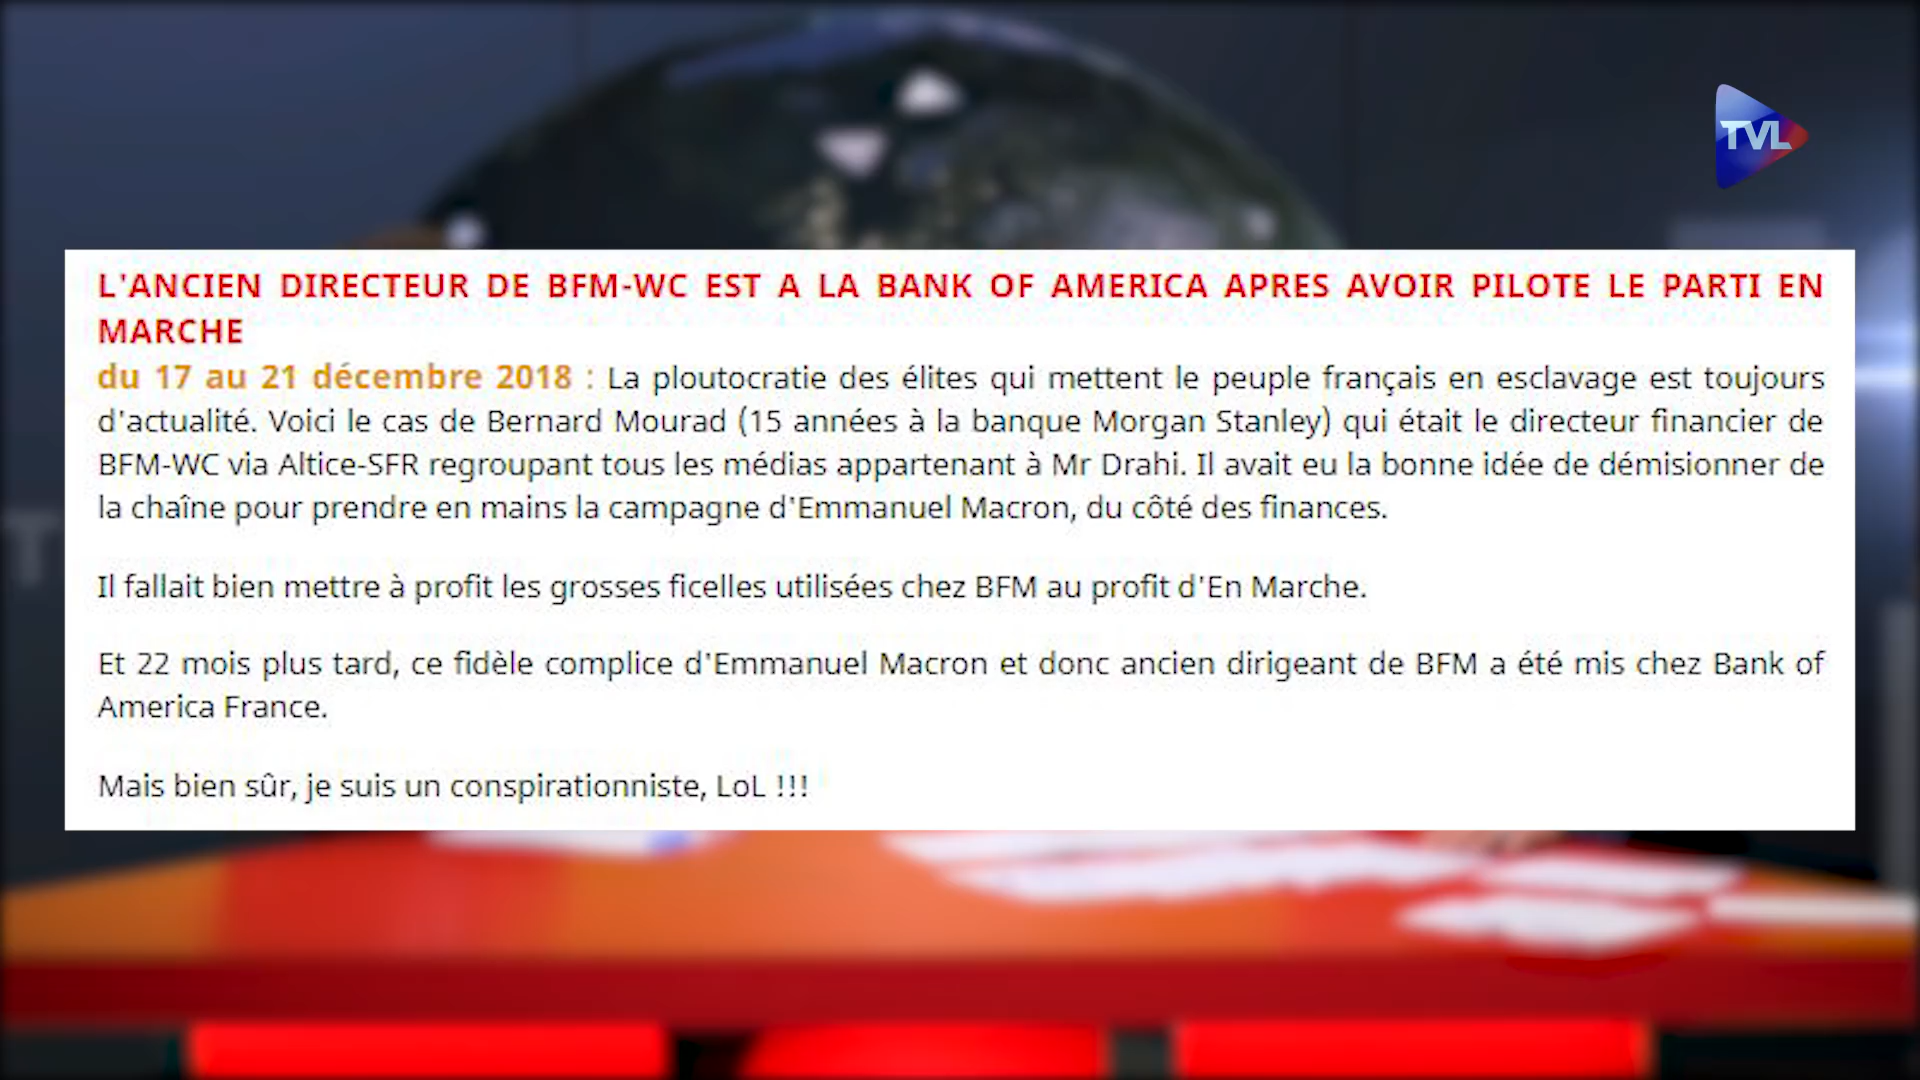 TVL
L'ANCIEN DIRECTEUR DE BFM-WC EST A LA BANK OF AMERICA APRES AVOIR PILOTE LE PARTI EN
MARCHE
du 17 au 21 décembre 2018 : La ploutocratie des élites qui mettent le peuple français en esclavage est toujours
d'actualité. Voici le cas de Bernard Mourad (15 années à la banque Morgan Stanley) qui était le directeur financier de
BFM-WC via Altice-SFR regroupant tous les médias appartenant à Mr Drahi. Il avait eu la bonne idée de démisionner de
la chaîne pour prendre en mains la campagne d'Emmanuel Macron, du côté des finances.
Il fallait bien mettre à profit les grosses ficelles utilisées chez BFM au profit d'En Marche.
Et 22 mois plus tard, ce fidèle complice d'Emmanuel Macron et donc ancien dirigeant de BFM a été mis chez Bank of
America France.
Mais bien sûr, je suis un conspirationniste, LoL !!!